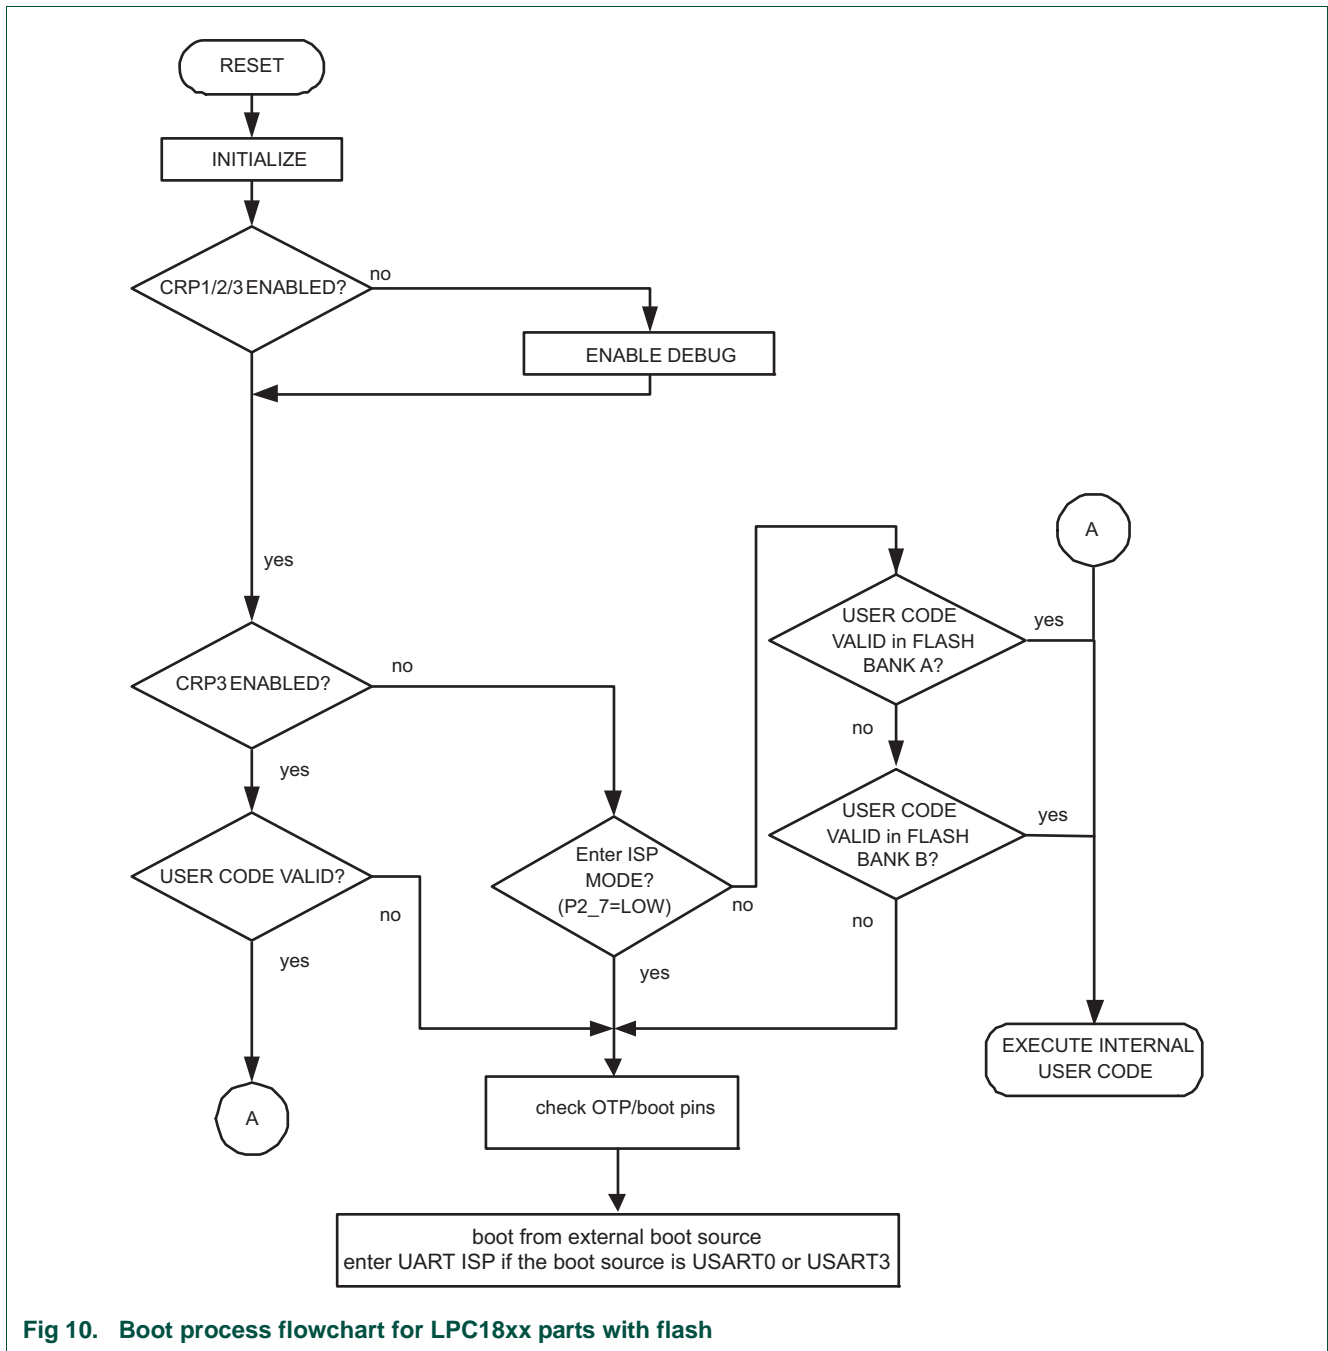 RESET
INITIALIZE
CRP1/2/3 ENABLED?
no
ENABLE DEBUG
yes
CRP3 ENABLED?
no
yes
USER CODE VALID?
no
yes
A
Enter ISP
MODE?
(P2_7=LOW)
no
yes
USER CODE
VALID in FLASH
BANK A?
yes
no
USER CODE
VALID in FLASH
BANK B?
yes
no
A
EXECUTE INTERNAL
USER CODE
check OTP/boot pins
boot from external boot source
enter UART ISP if the boot source is USART0 or USART3
Fig 10. Boot process flowchart for LPC18xx parts with flash